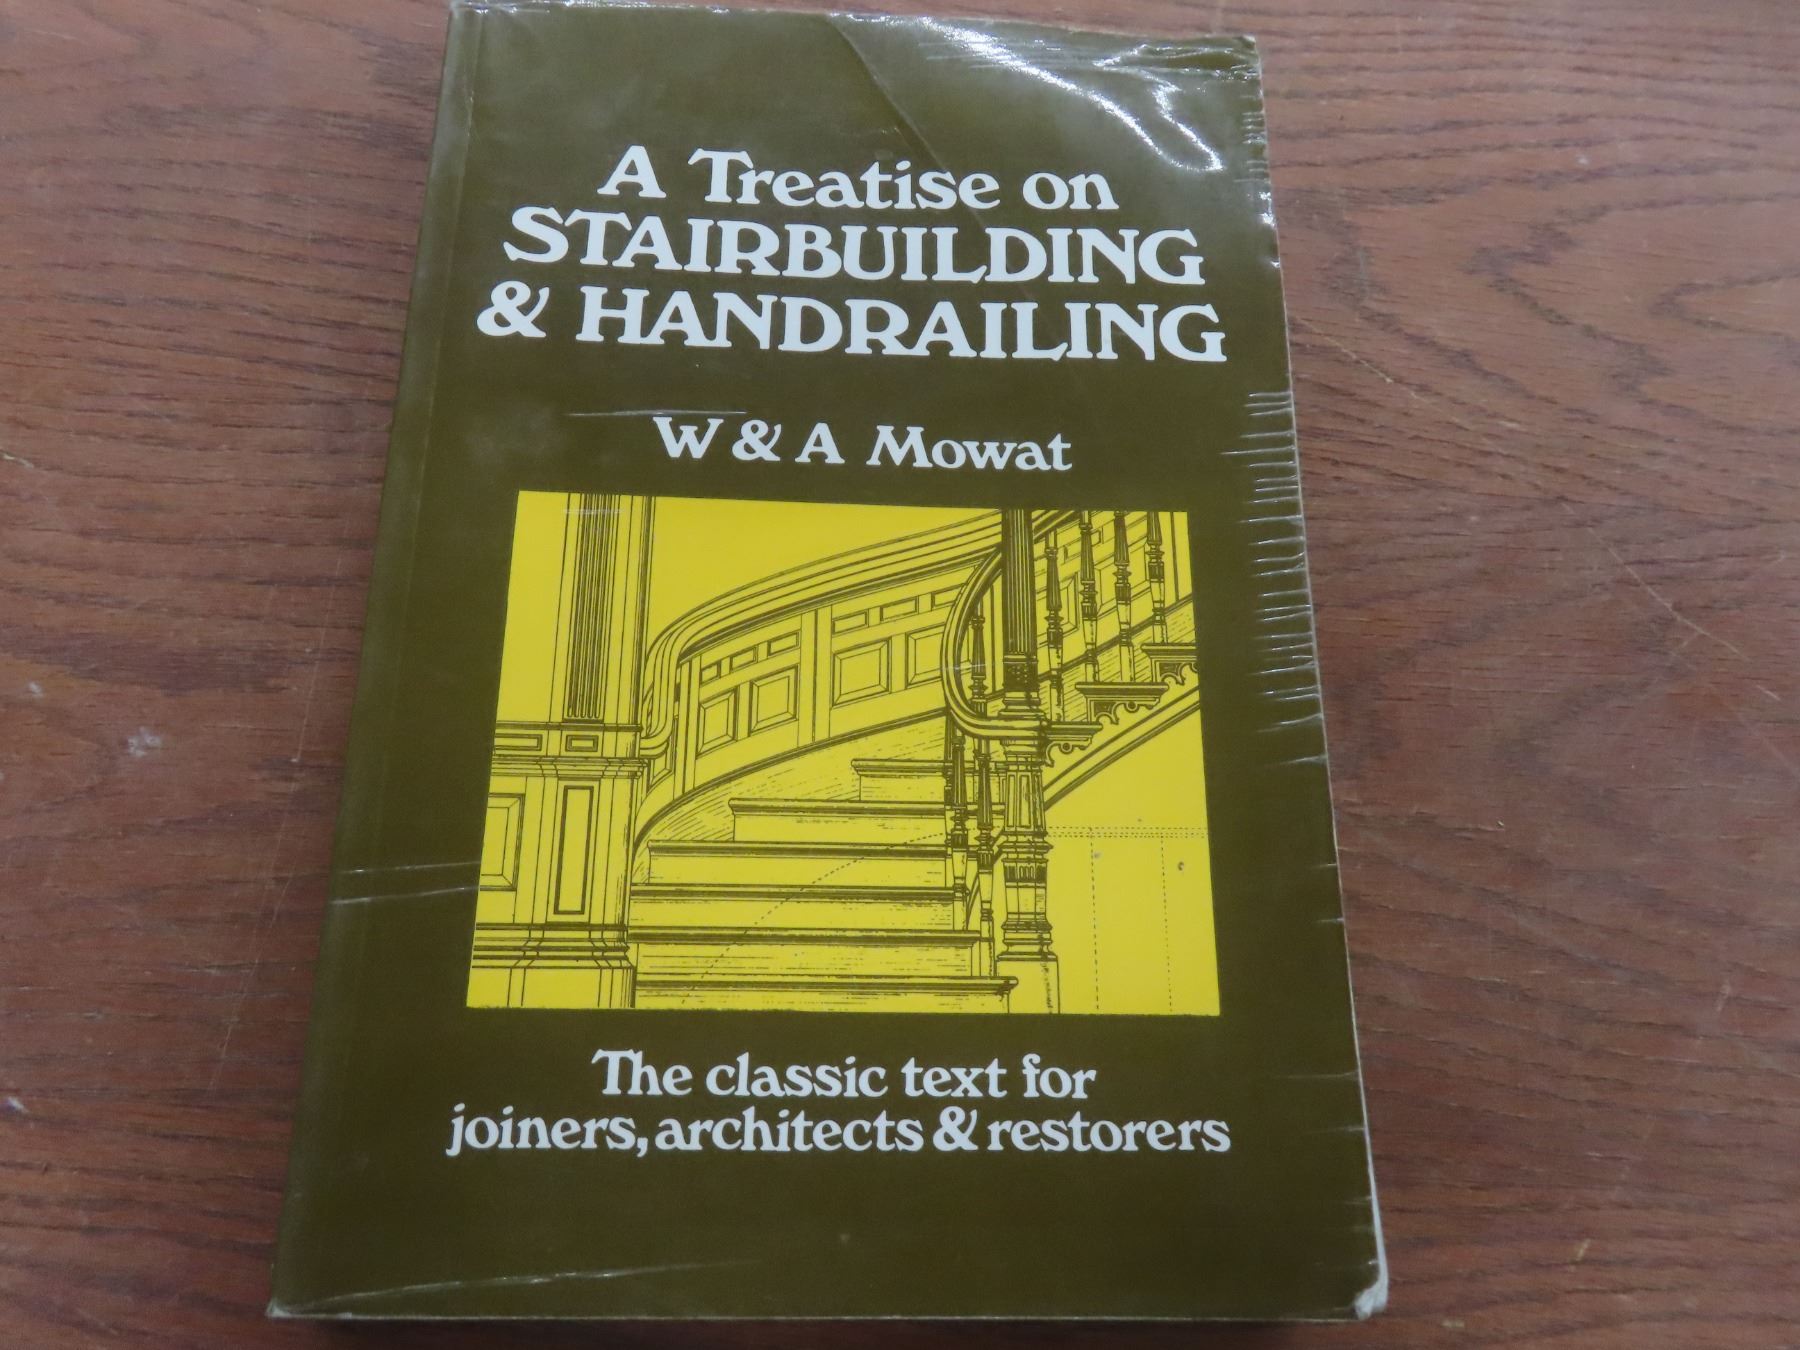 A Treatise on
STAIRBUILDING
& HANDRAILING
W & A Mowat
The classic text for
joiners, architects & restorers